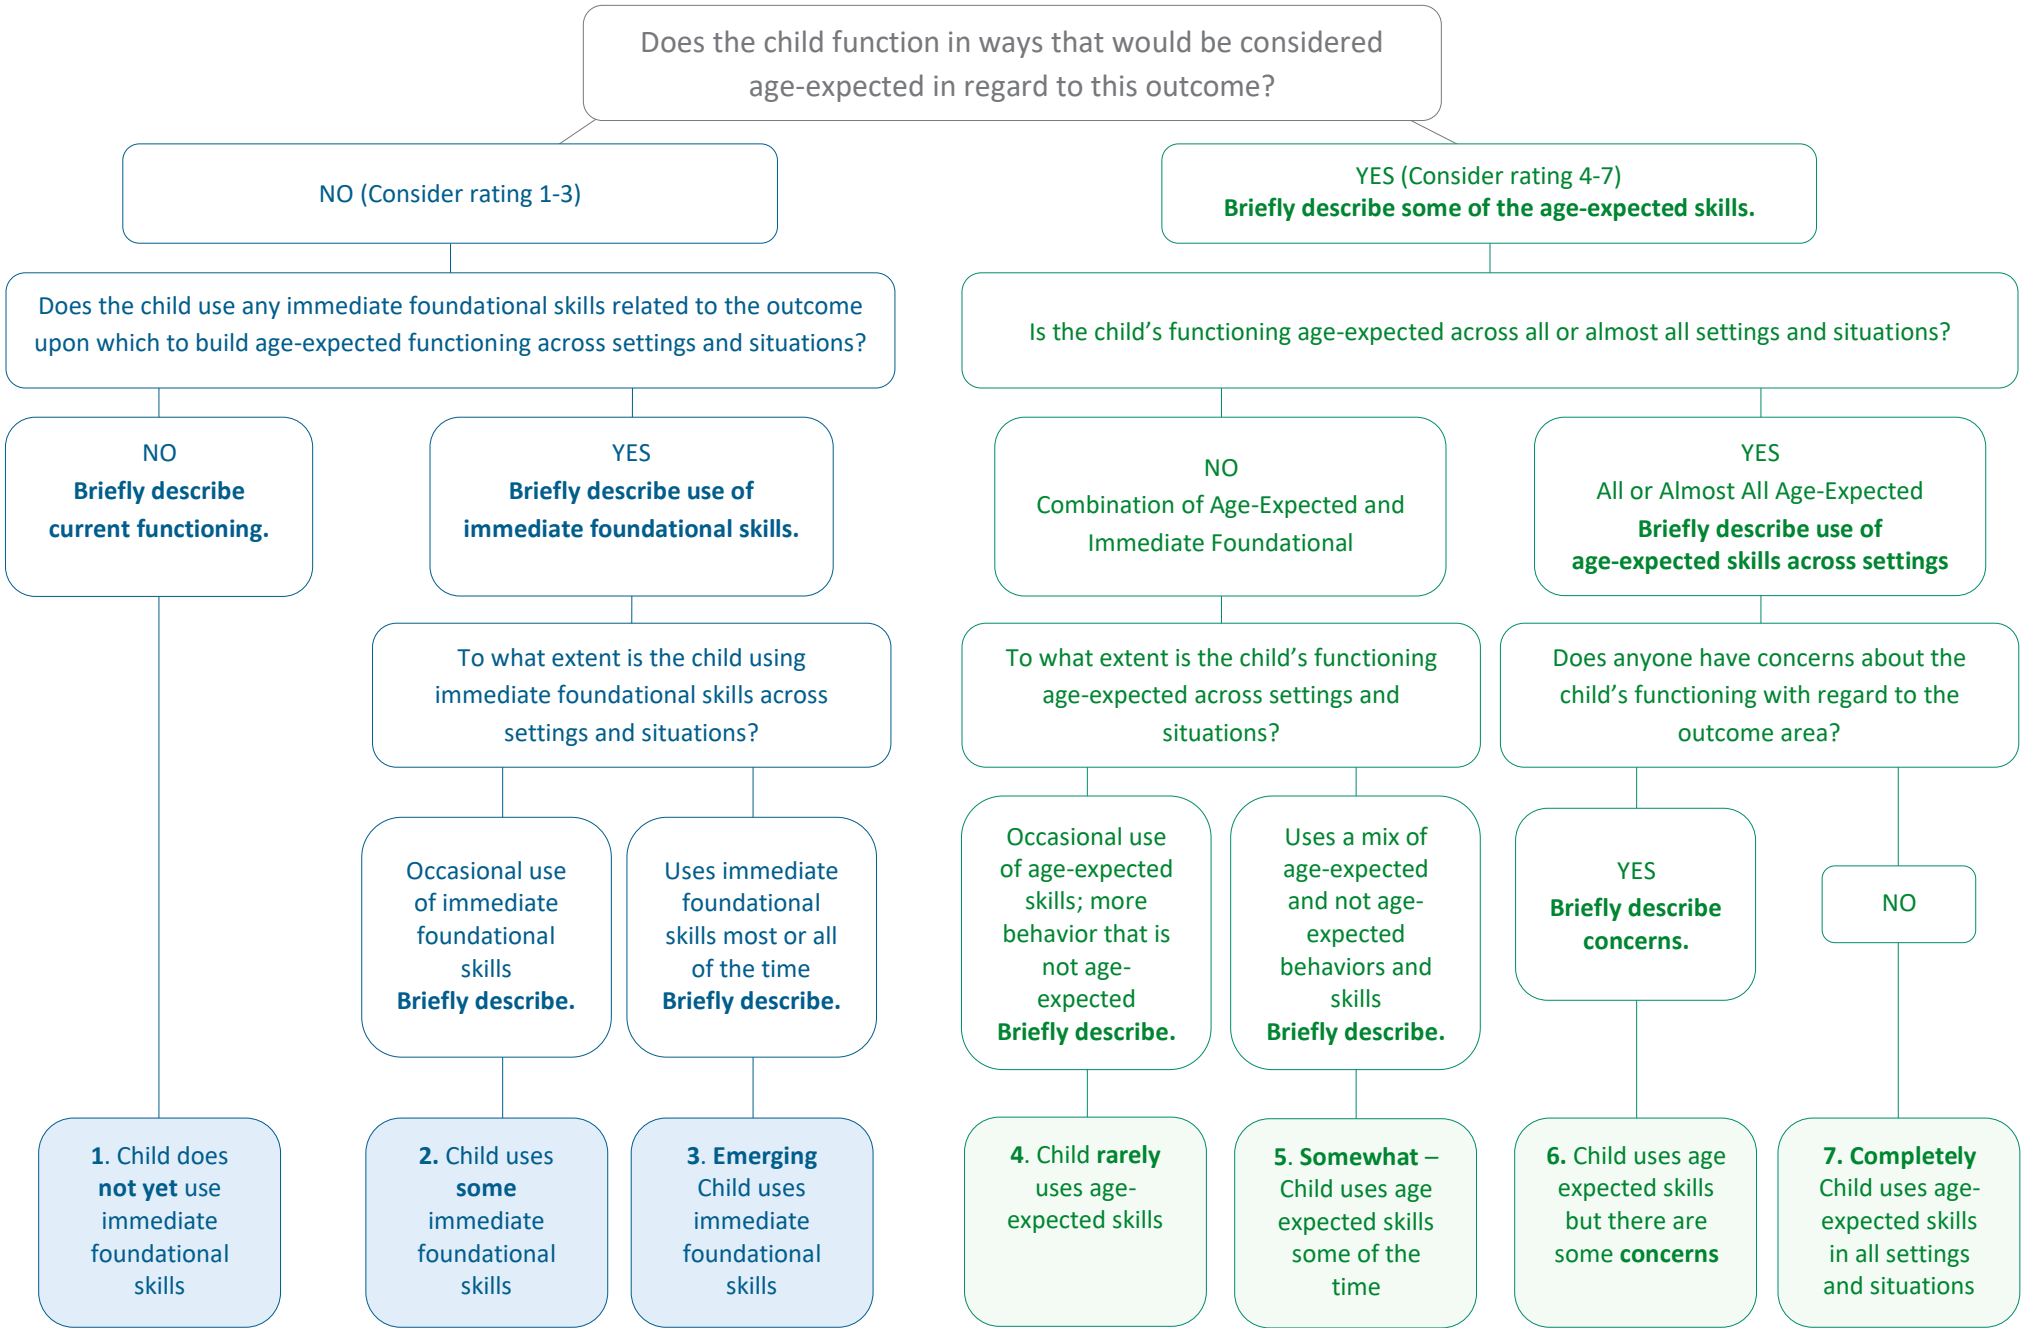 Does the child function in ways that would be considered
age-expected in regard to this outcome?
NO (Consider rating 1-3)
YES (Consider rating 4-7)
Briefly describe some of the age-expected skills.
Does the child use any immediate foundational skills related to the outcome
upon which to build age-expected functioning across settings and situations?
Is the child’s functioning age-expected across all or almost all settings and situations?
NO
Briefly describe
current functioning.
YES
Briefly describe use of
immediate foundational skills.
NO
Combination of Age-Expected and
Immediate Foundational
YES
All or Almost All Age-Expected
Briefly describe use of
age-expected skills across settings
To what extent is the child using
immediate foundational skills across
settings and situations?
To what extent is the child’s functioning
age-expected across settings and
situations?
Does anyone have concerns about the
child’s functioning with regard to the
outcome area?
Occasional use
of immediate
foundational
skills
Briefly describe.
Uses immediate
foundational
skills most or all
of the time
Briefly describe.
Occasional use
of age-expected
skills; more
behavior that is
not age-
expected
Briefly describe.
Uses a mix of
age-expected
and not age-
expected
behaviors and
skills
Briefly describe.
YES
Briefly describe
concerns.
NO
1. Child does
not yet use
immediate
foundational
skills
2. Child uses
some
immediate
foundational
skills
3. Emerging
Child uses
immediate
foundational
skills
4. Child rarely
uses age-
expected skills
5. Somewhat –
Child uses age
expected skills
some of the
time
6. Child uses age
expected skills
but there are
some concerns
7. Completely
Child uses age-
expected skills
in all settings
and situations